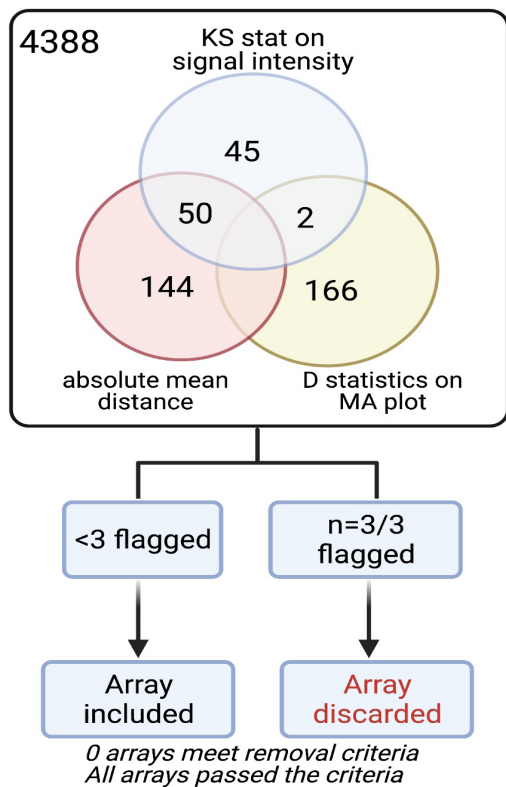 4388
KS stat on
signal intensity
45
50
2
144
166
absolute mean
distance
D statistics on
MA plot
<3 flagged
n=3/3
flagged
Array
included
Array
discarded
0 arrays meet removal criteria
All arrays passed the criteria